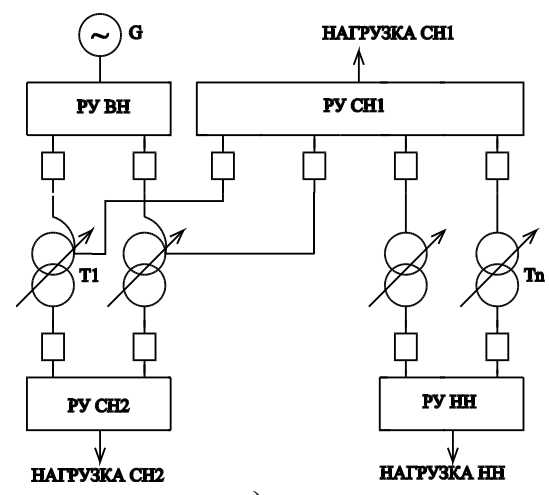 G
НАГРУЗКА СН1
РУ ВН
РУ СН1
T1
Tn
РУ СН2
РУ НН
НАГРУЗКА СН2
НАГРУЗКА НН
)